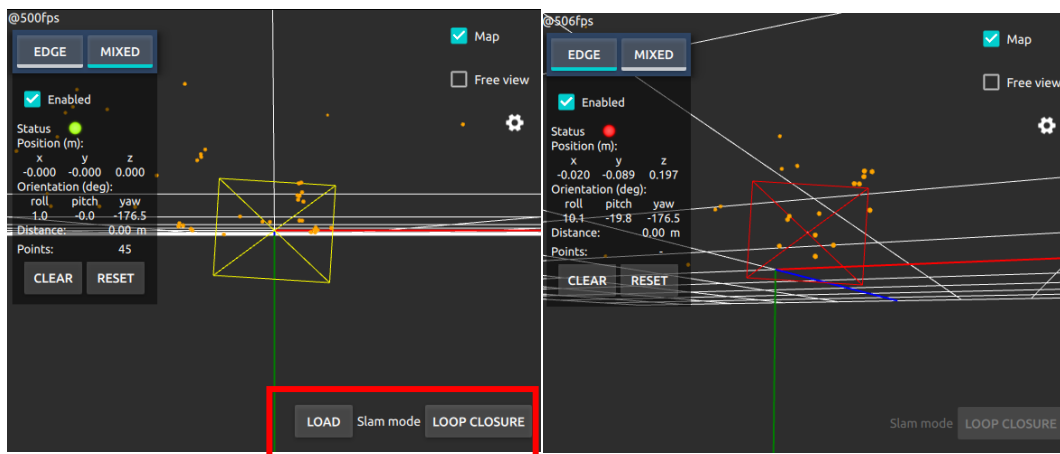 @500fps
EDGE MIXED
Map
Free view
Enabled
Status
Position (m):
x y z
-0.000 -0.000 0.000
Orientation (deg):
roll pitch yaw
1.0 -0.0 -176.5
Distance: 0.00 m
Points: 45
CLEAR RESET
LOAD Slam mode LOOP CLOSURE
@506fps
EDGE MIXED
Map
Free view
Enabled
Status
Position (m):
x y z
-0.020 -0.089 0.197
Orientation (deg):
roll pitch yaw
10.1 -19.8 -176.5
Distance: 0.00 m
Points: -
CLEAR RESET
Slam mode LOOP CLOSURE